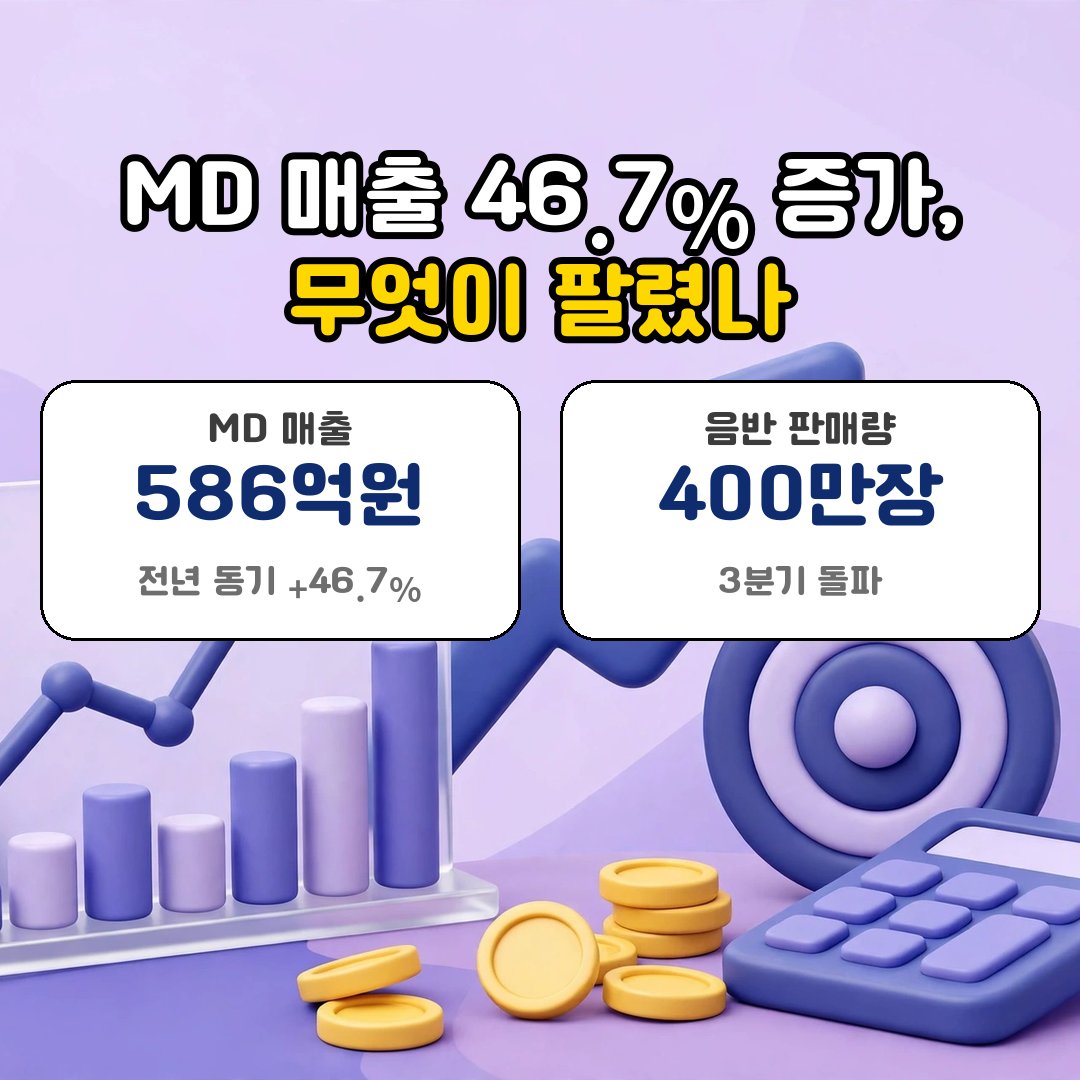 MD 매출 46.7% 증가,
무엇이 팔렸나
MD 매출
586억원
전년 동기 +46.7%
음반 판매량
400만장
3분기 돌파